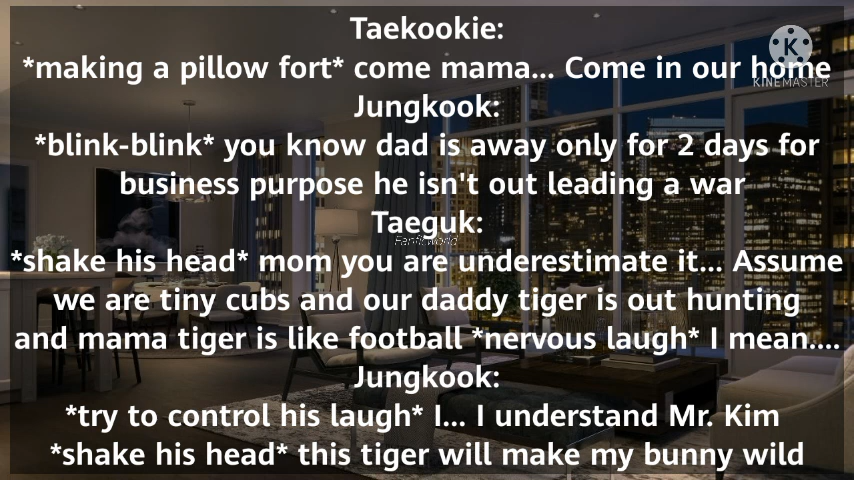 Taekookie:
*making a pillow fort* come mama... Come in our home
KINEMASTER
Jungkook:
*blink-blink* you know dad is away only for 2 days for
business purpose he isn't out leading a war
Taeguk:
Fanficworld
*shake his head* mom you are underestimate it... Assume
we are tiny cubs and our daddy tiger is out hunting
and mama tiger is like football *nervous laugh* I mean....
Jungkook:
*try to control his laugh* I... I understand Mr. Kim
*shake his head* this tiger will make my bunny wild